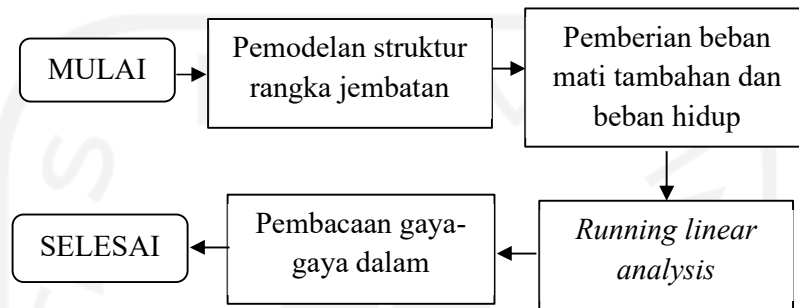 MULAI
Pemodelan struktur
rangka jembatan
Pemberian beban
mati tambahan dan
beban hidup
Running linear
analysis
Pembacaan gaya-
gaya dalam
SELESAI